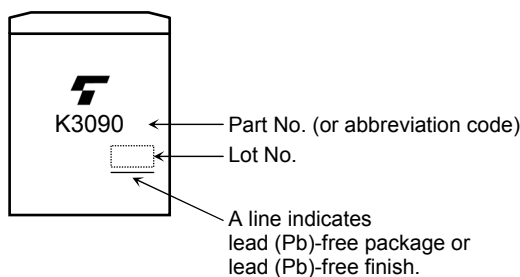 K3090
Part No. (or abbreviation code)
Lot No.
A line indicates
lead (Pb)-free package or
lead (Pb)-free finish.